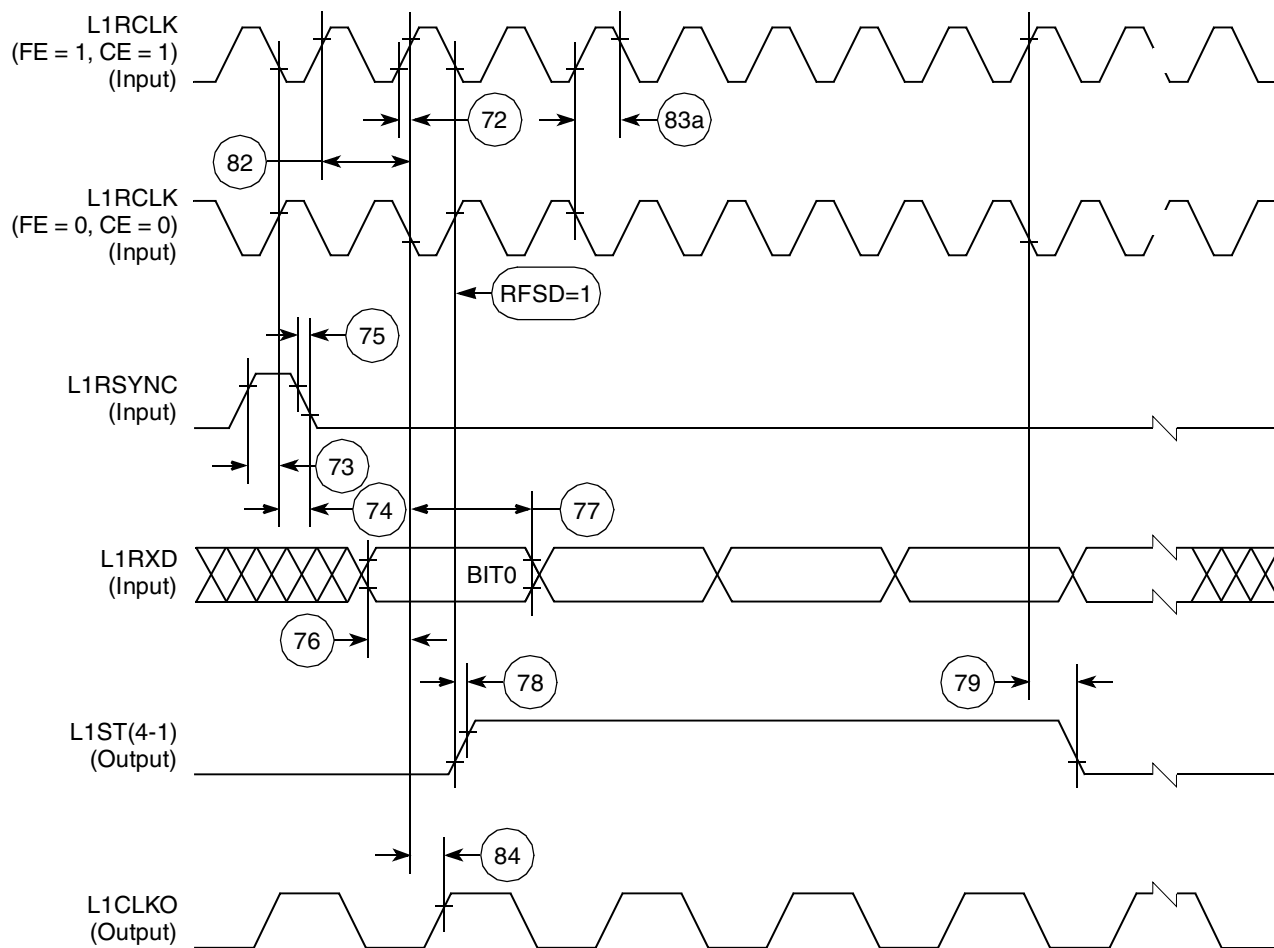 L1RCLK
(FE = 1, CE = 1)
(Input)
72
83a
82
L1RCLK
(FE = 0, CE = 0)
(Input)
RFSD=1
75
L1RSYNC
(Input)
73
74
77
L1RXD
(Input)
BIT0
76
78
79
L1ST(4-1)
(Output)
84
L1CLKO
(Output)